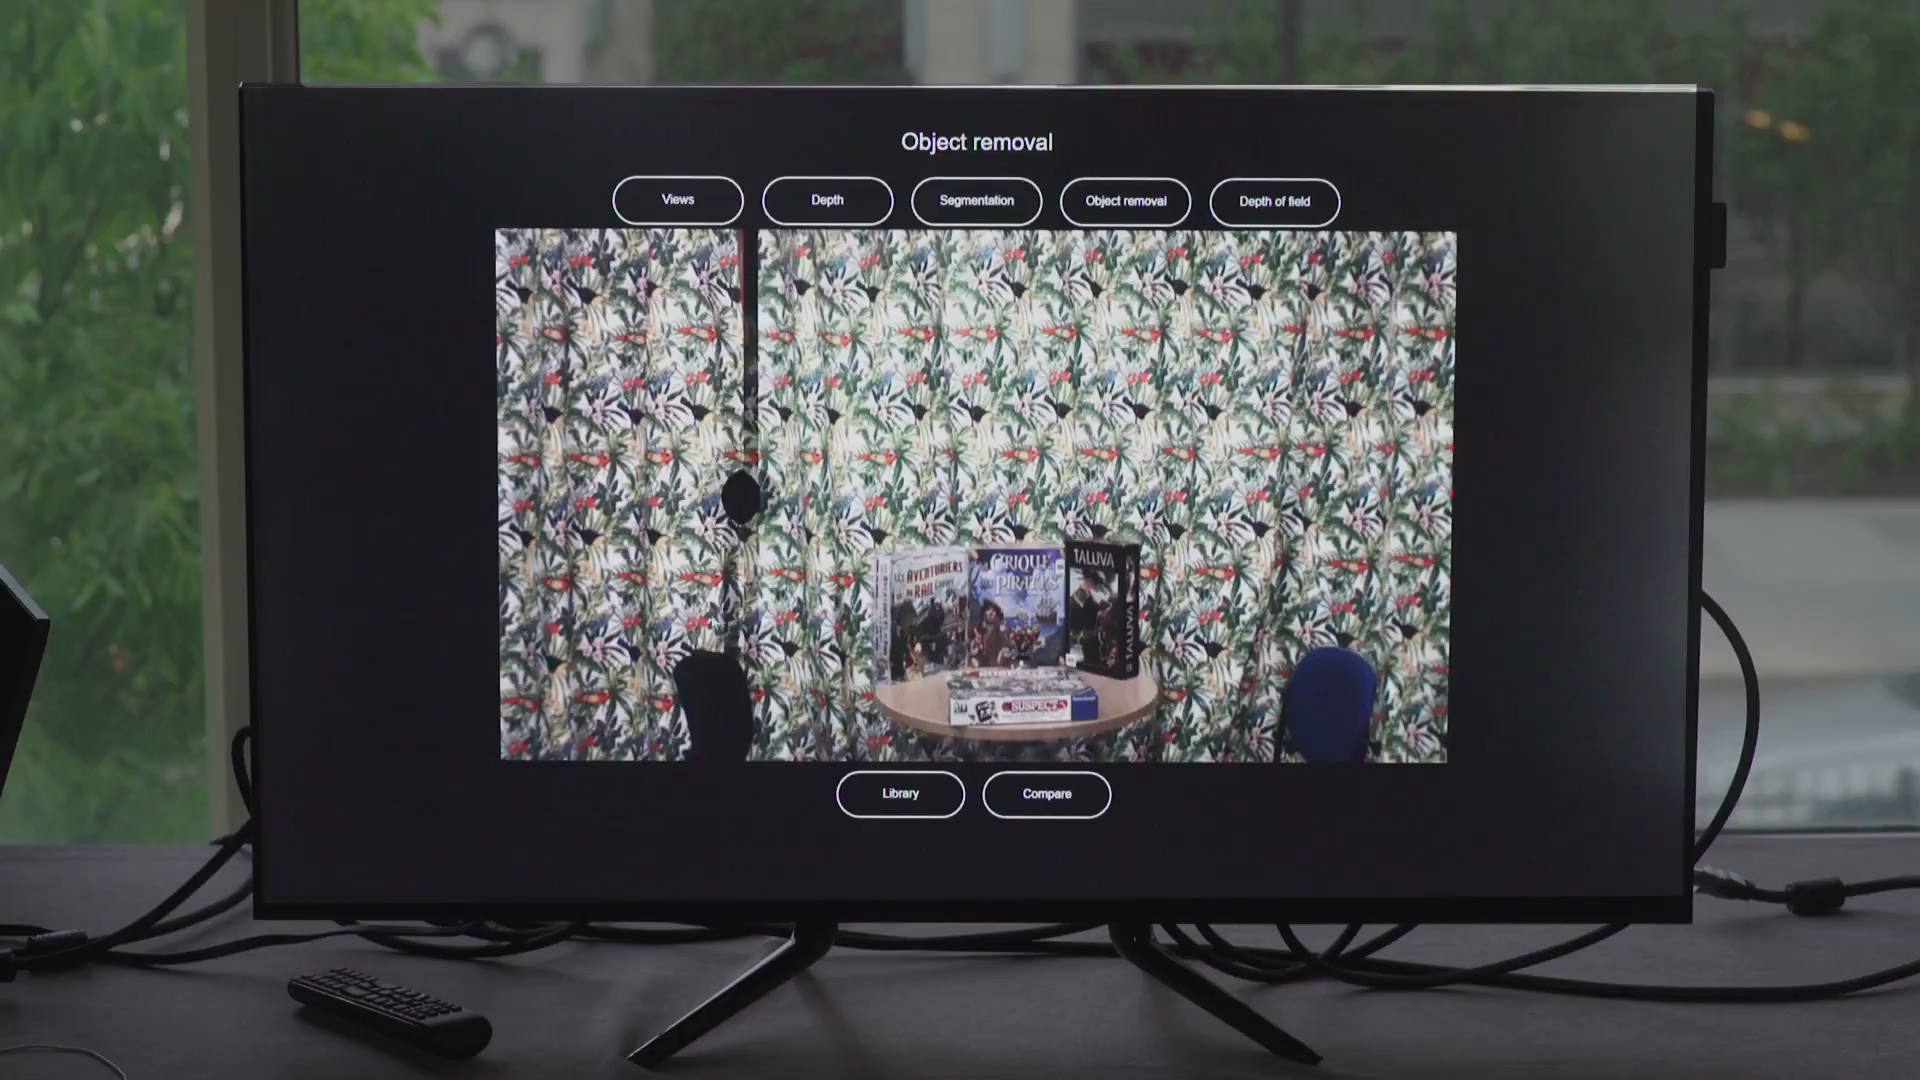 Object removal
Views
Depth
Segmentation
Object removal
Depth of field
LES AVENTURIERS
DU RAIL
CRIQUE
DES PIRATES
TALUVA
TALUVA
SUSPECTS
Library
Compare